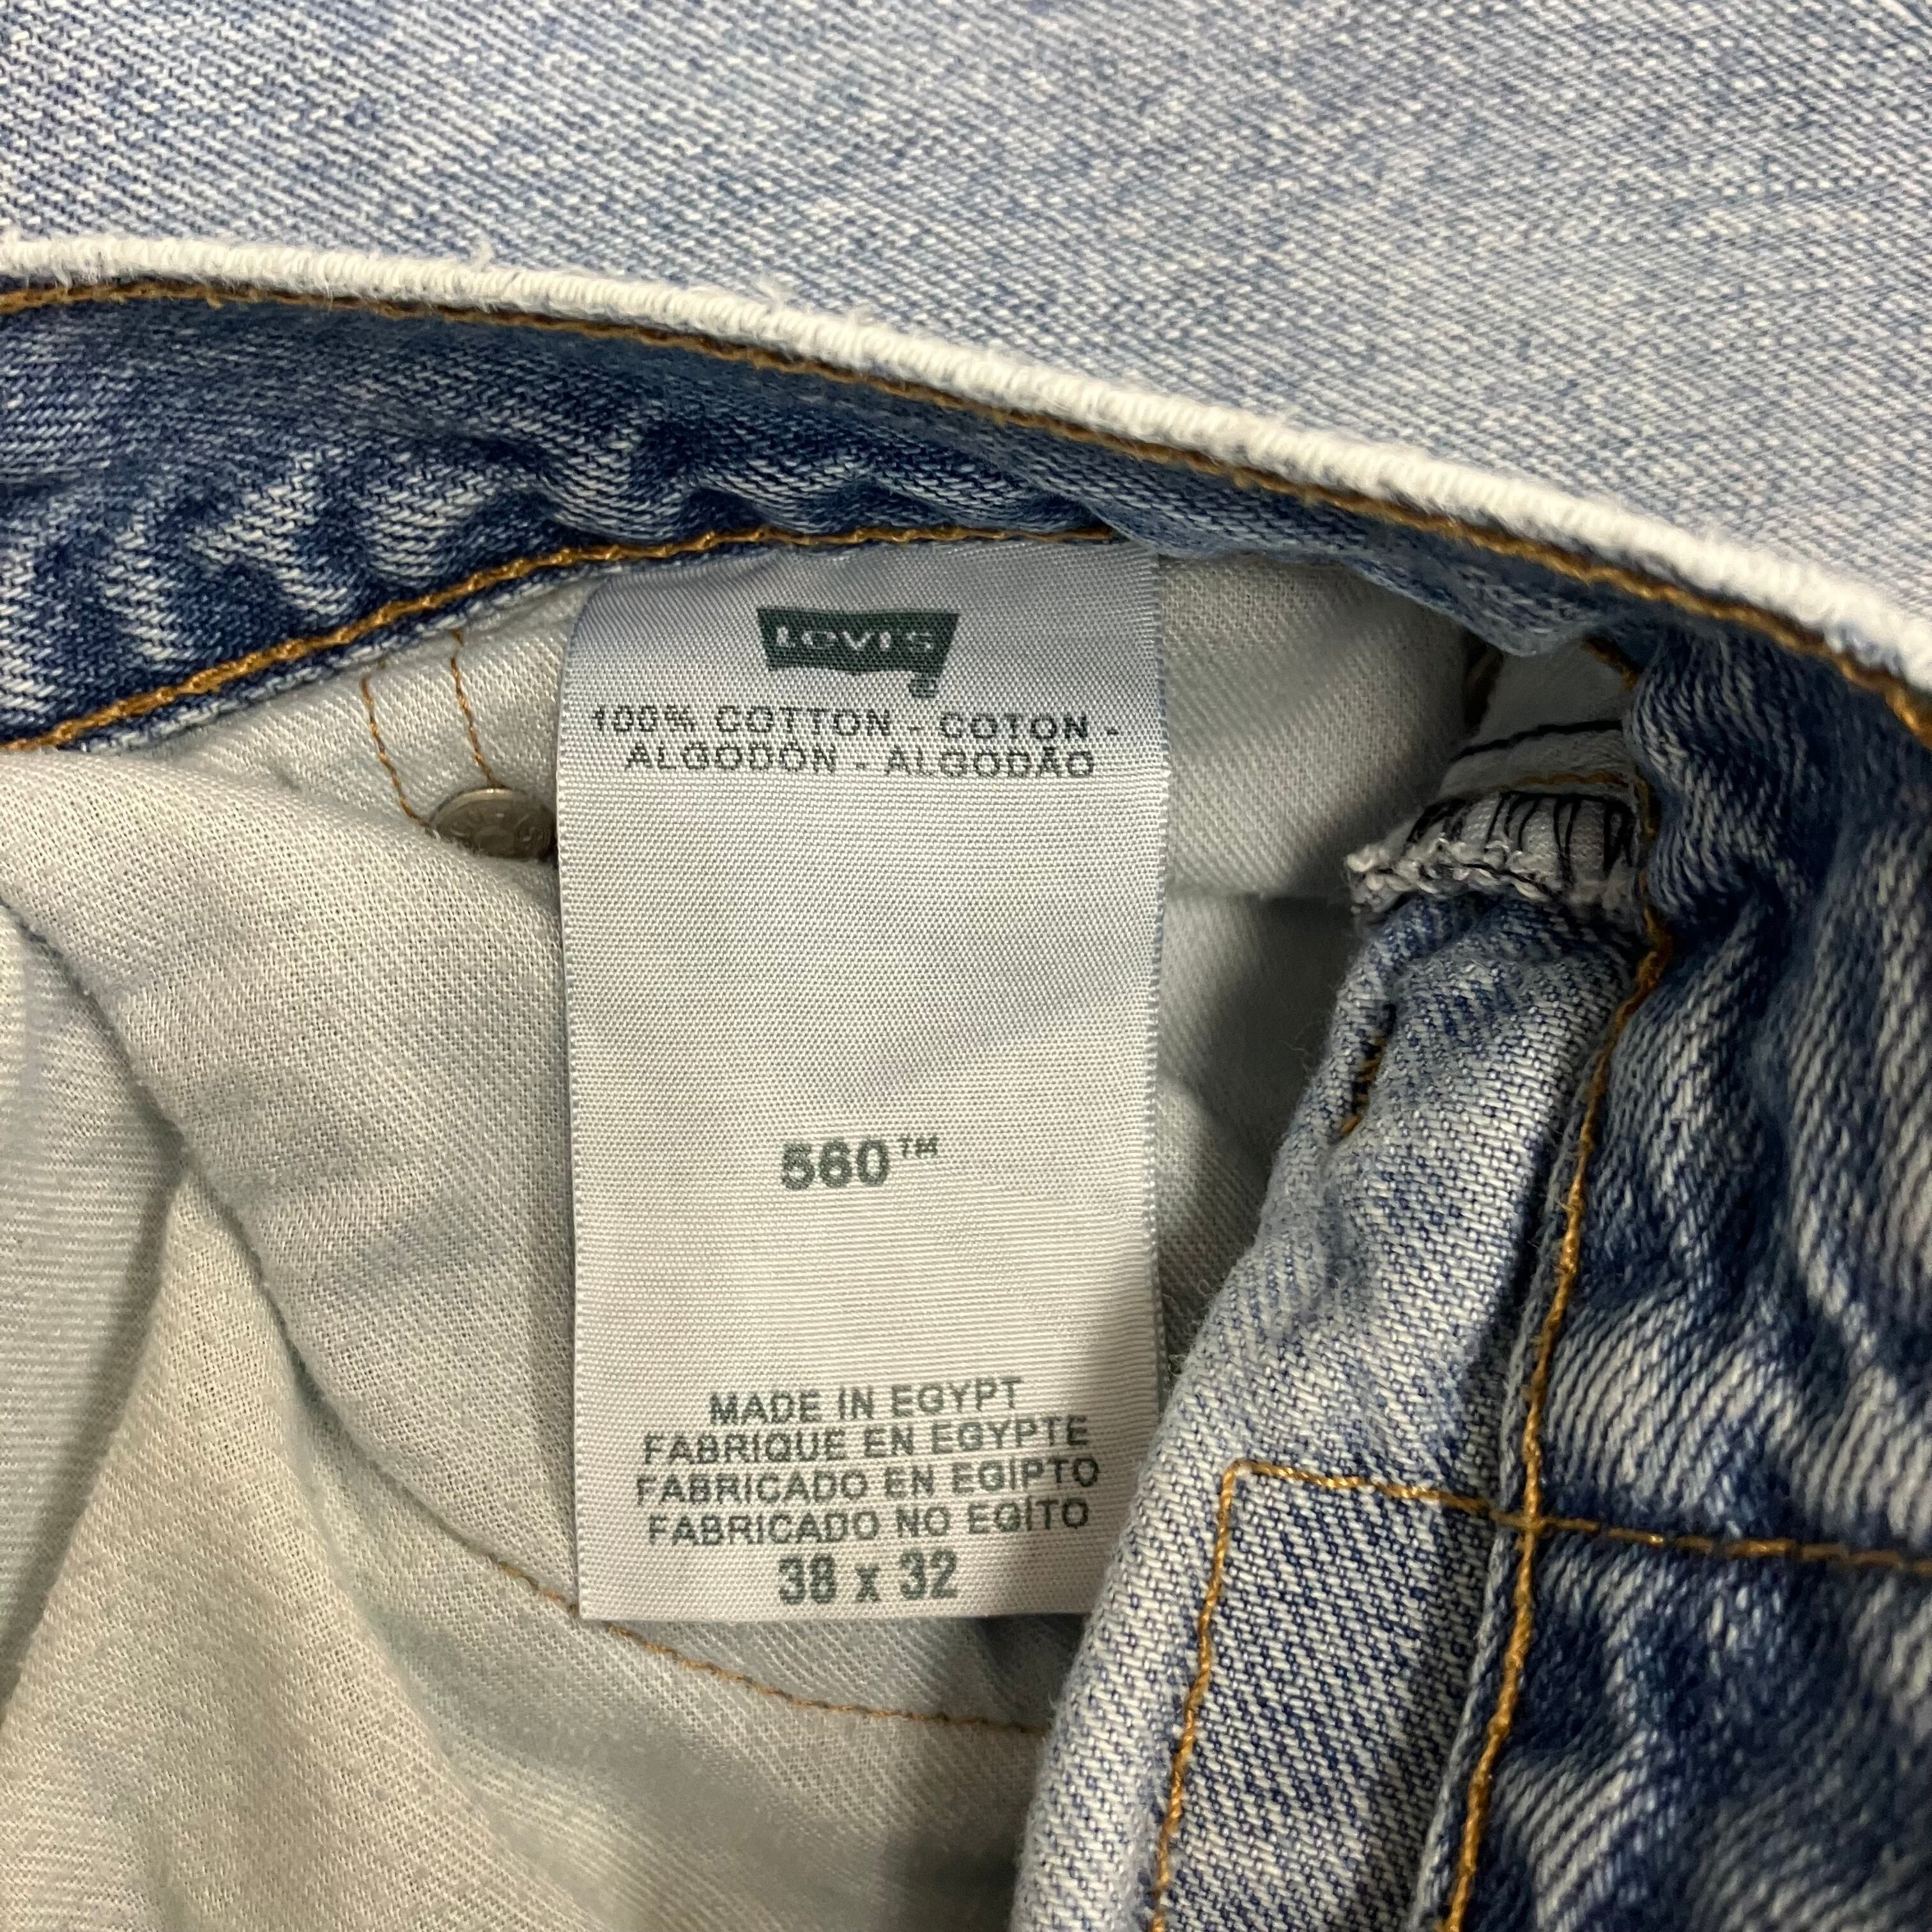 LEVI'S
100% COTTON - COTON -
ALGODÓN - ALGODÃO
560™
MADE IN EGYPT
FABRIQUE EN EGYPTE
FABRICADO EN EGIPTO
FABRICADO NO EGÍTO
38 x 32